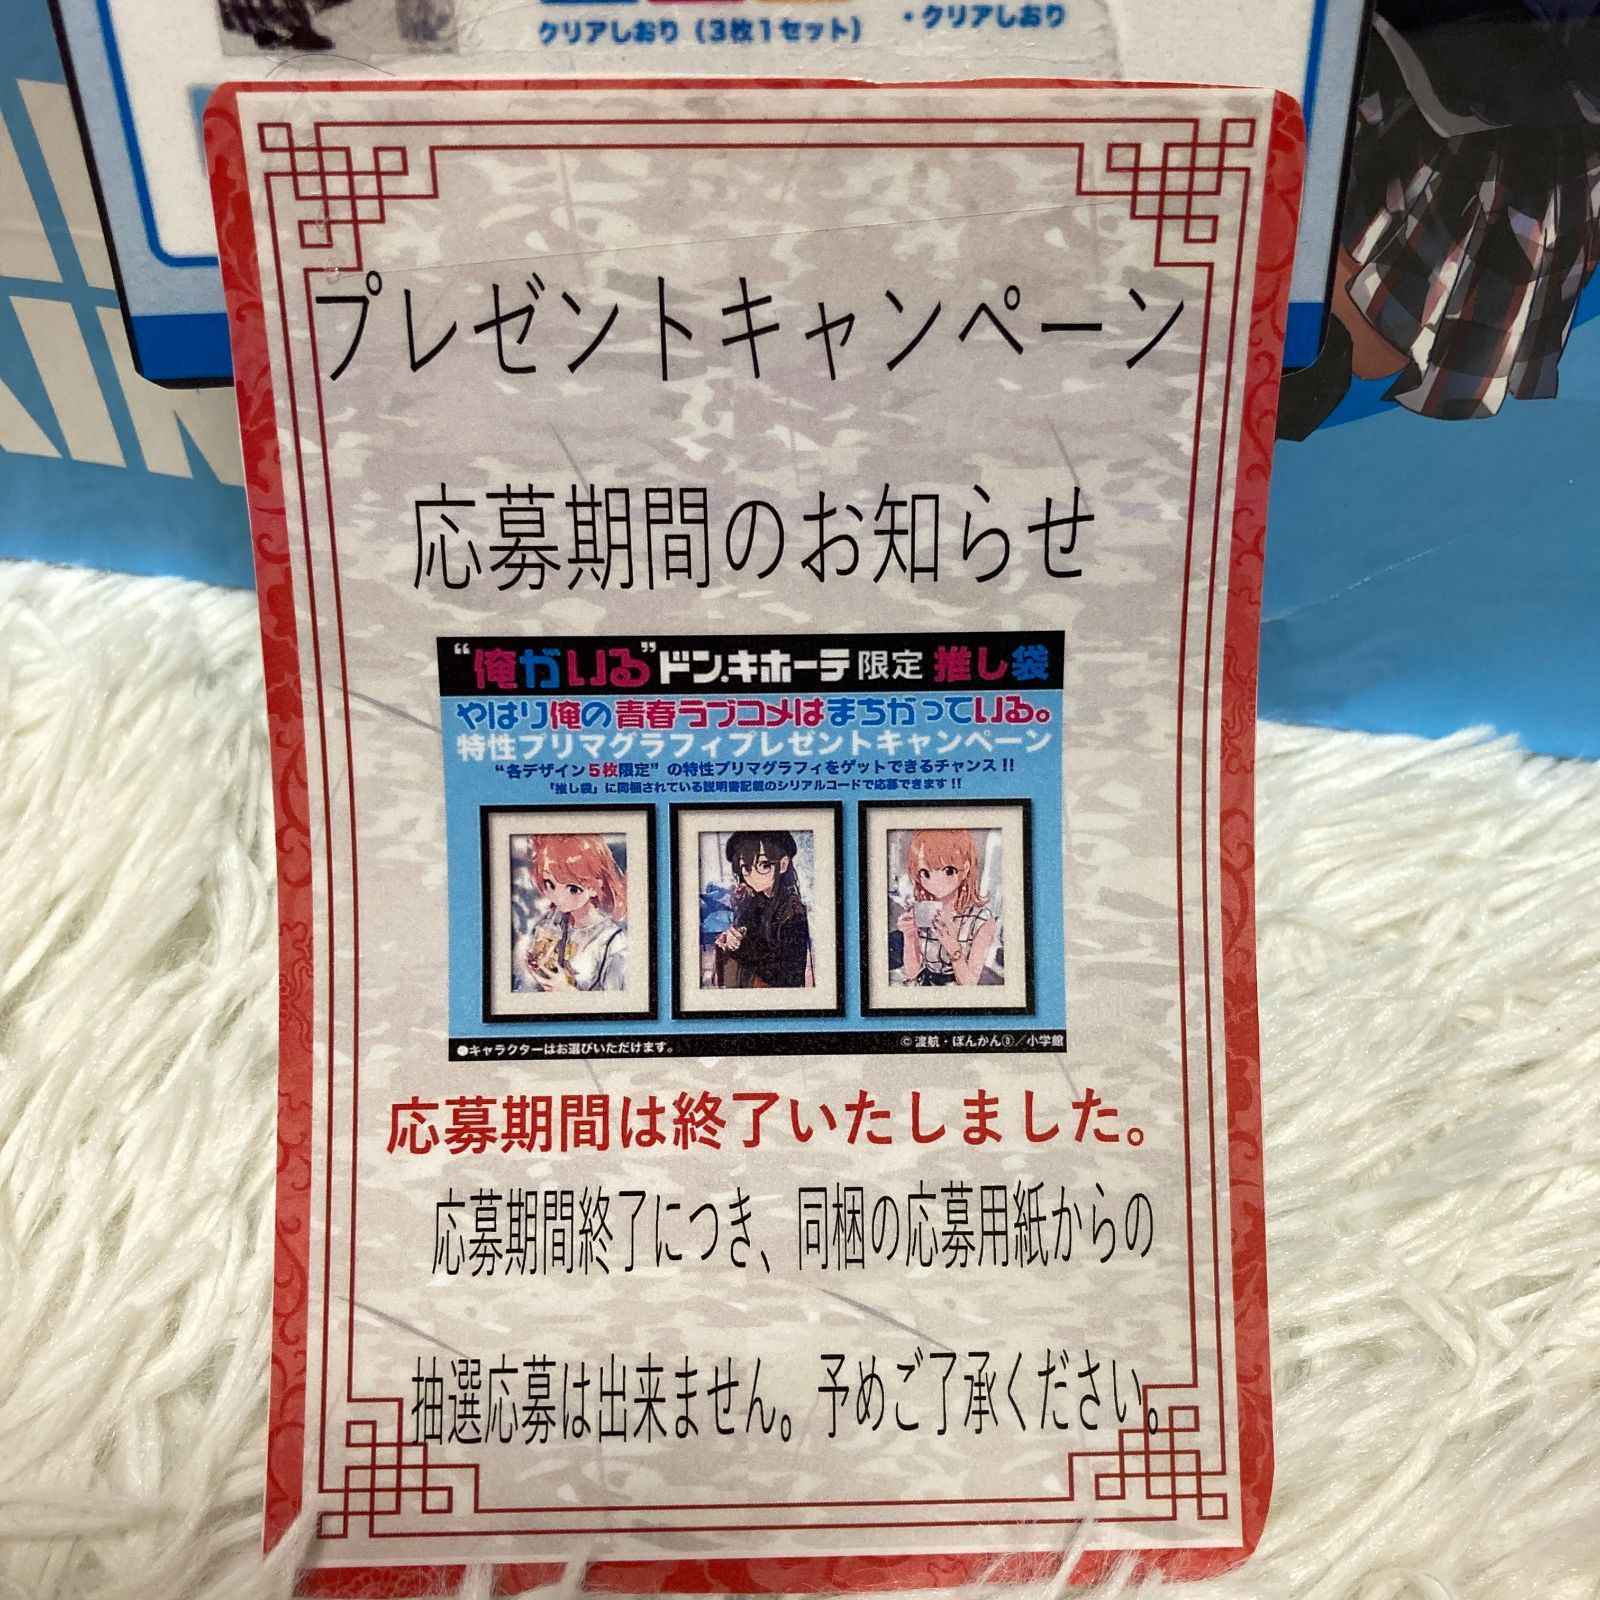 クリアしおり（3枚1セット）
・クリアしおり
プレゼントキャンペーン
応募期間のお知らせ
“俺ガイル”ドン.キホーテ 限定 推し袋
やはり俺の青春ラブコメはまちがっている。
特性プリマグラフィプレゼントキャンペーン
“各デザイン5枚限定” の特性プリマグラフィをゲットできるチャンス!!
「推し袋」に同梱されている説明書記載のシリアルコードで応募できます!!
●キャラクターはお選びいただけます。
© 渡航・ぽんかん⑧／小学館
応募期間は終了いたしました。
応募期間終了につき、同梱の応募用紙からの
抽選応募は出来ません。予めご了承ください。